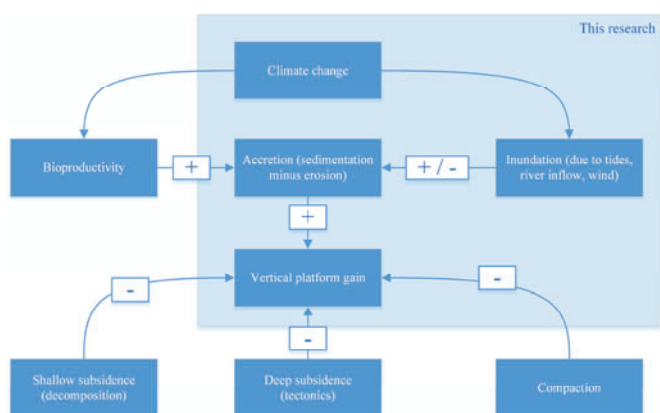 This research
Climate change
Bioproductivity
+
Accretion (sedimentation
minus erosion)
+ / -
Inundation (due to tides,
river inflow, wind)
+
Vertical platform gain
-
-
-
Shallow subsidence
(decomposition)
Deep subsidence
(tectonics)
Compaction